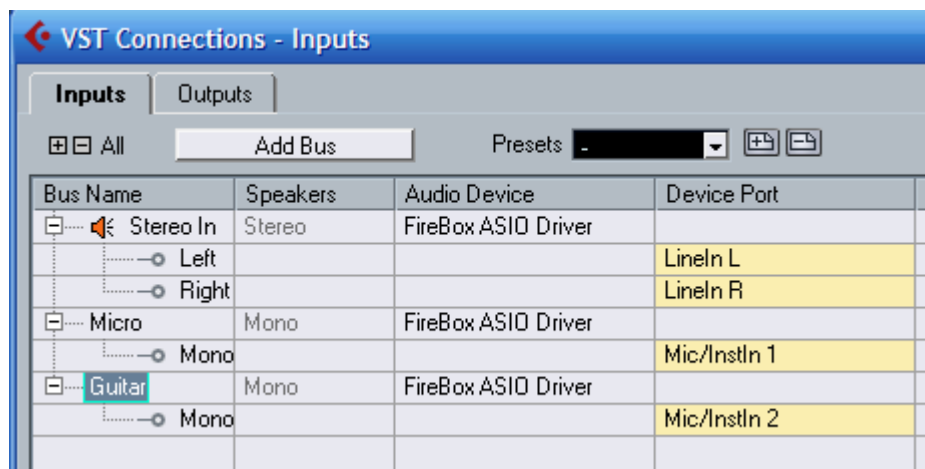 VST Connections - Inputs
Inputs Outputs
All Add Bus Presets -
Bus Name Speakers Audio Device Device Port
Stereo In Stereo FireBox ASIO Driver
Left LineIn L
Right LineIn R
Micro Mono FireBox ASIO Driver
Mono Mic/InstIn 1
Guitar Mono FireBox ASIO Driver
Mono Mic/InstIn 2